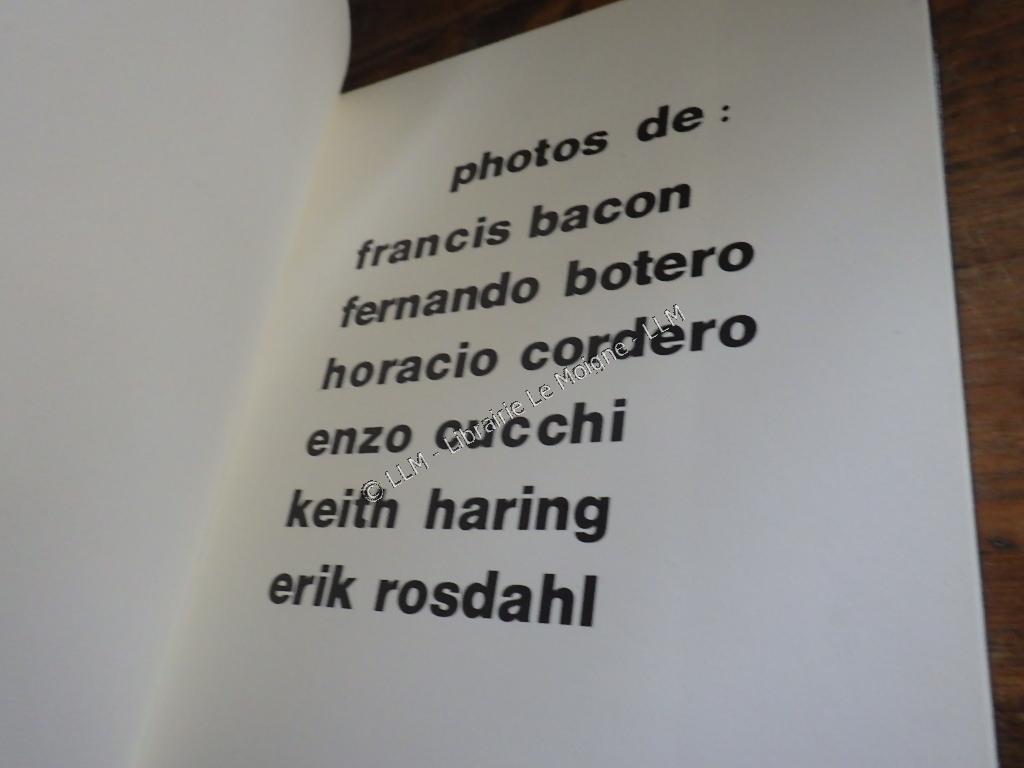 photos de :
francis bacon
fernando botero
horacio cordero
enzo cucchi
keith haring
erik rosdahl
© LLM - Librairie Le Moigne - LLM